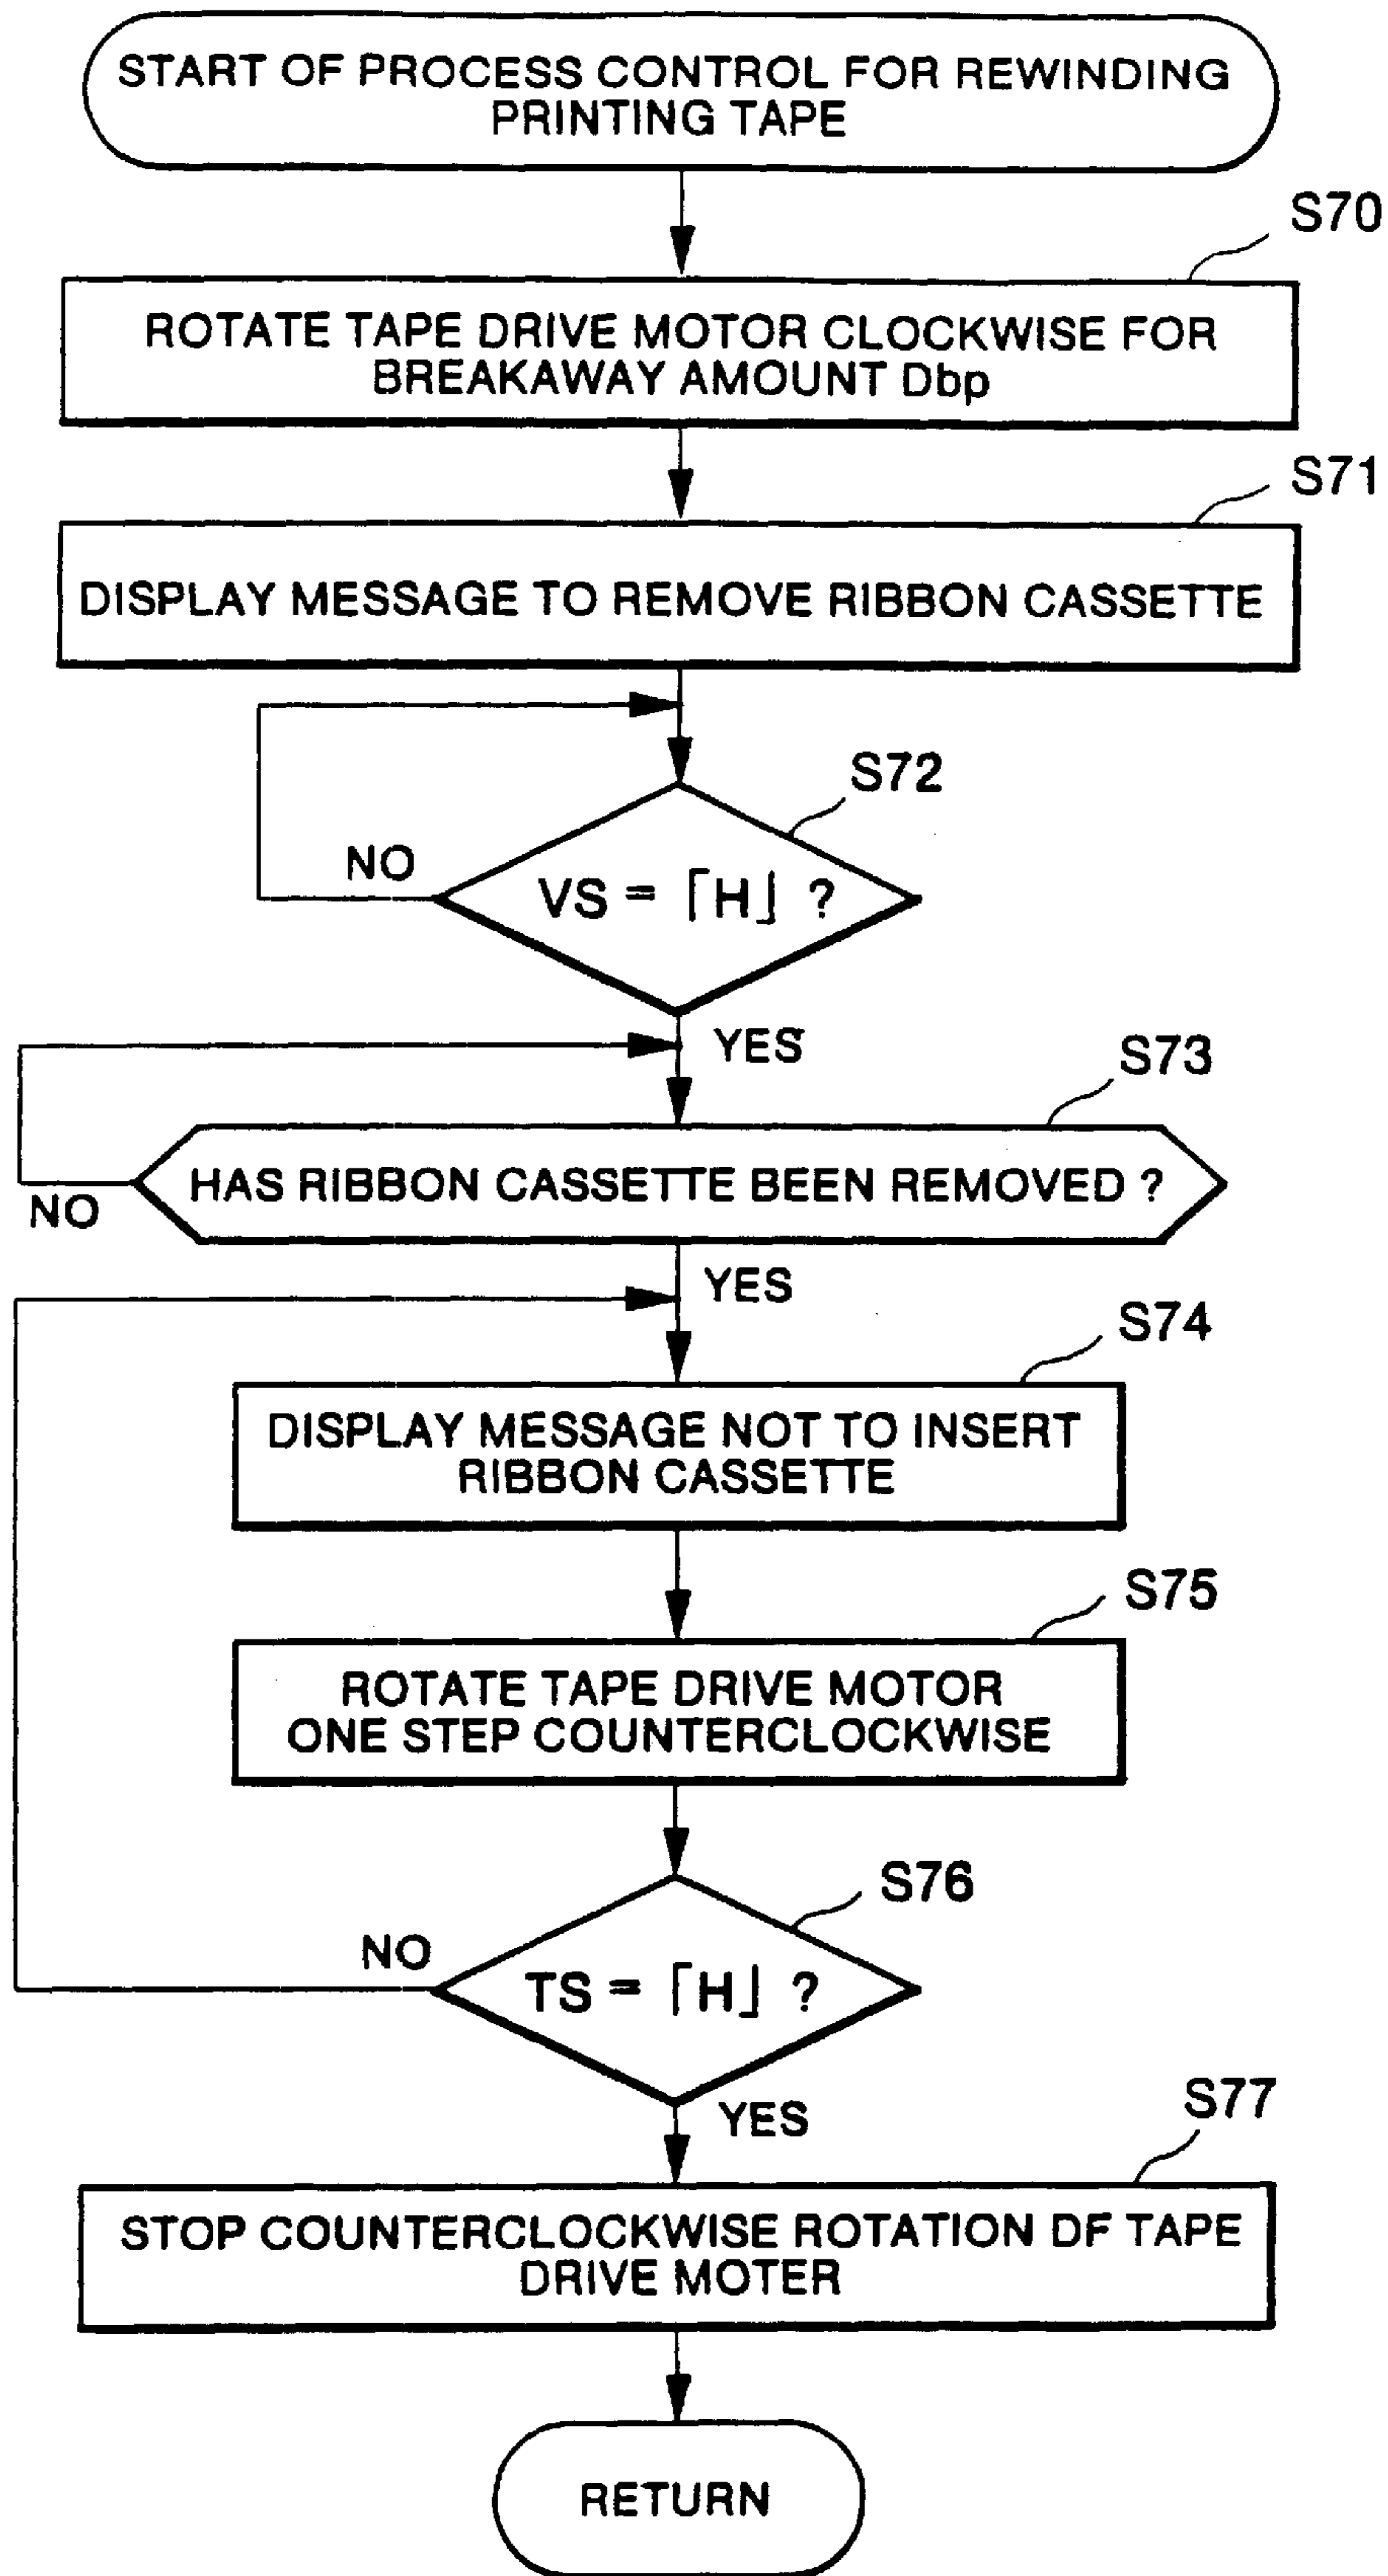 START OF PROCESS CONTROL FOR REWINDING
PRINTING TAPE
S70
ROTATE TAPE DRIVE MOTOR CLOCKWISE FOR
BREAKAWAY AMOUNT Dbp
S71
DISPLAY MESSAGE TO REMOVE RIBBON CASSETTE
S72
NO
VS = ⌈H⌋ ?
YES
S73
HAS RIBBON CASSETTE BEEN REMOVED ?
NO
YES
S74
DISPLAY MESSAGE NOT TO INSERT
RIBBON CASSETTE
S75
ROTATE TAPE DRIVE MOTOR
ONE STEP COUNTERCLOCKWISE
S76
NO
TS = ⌈H⌋ ?
YES
S77
STOP COUNTERCLOCKWISE ROTATION DF TAPE
DRIVE MOTER
RETURN